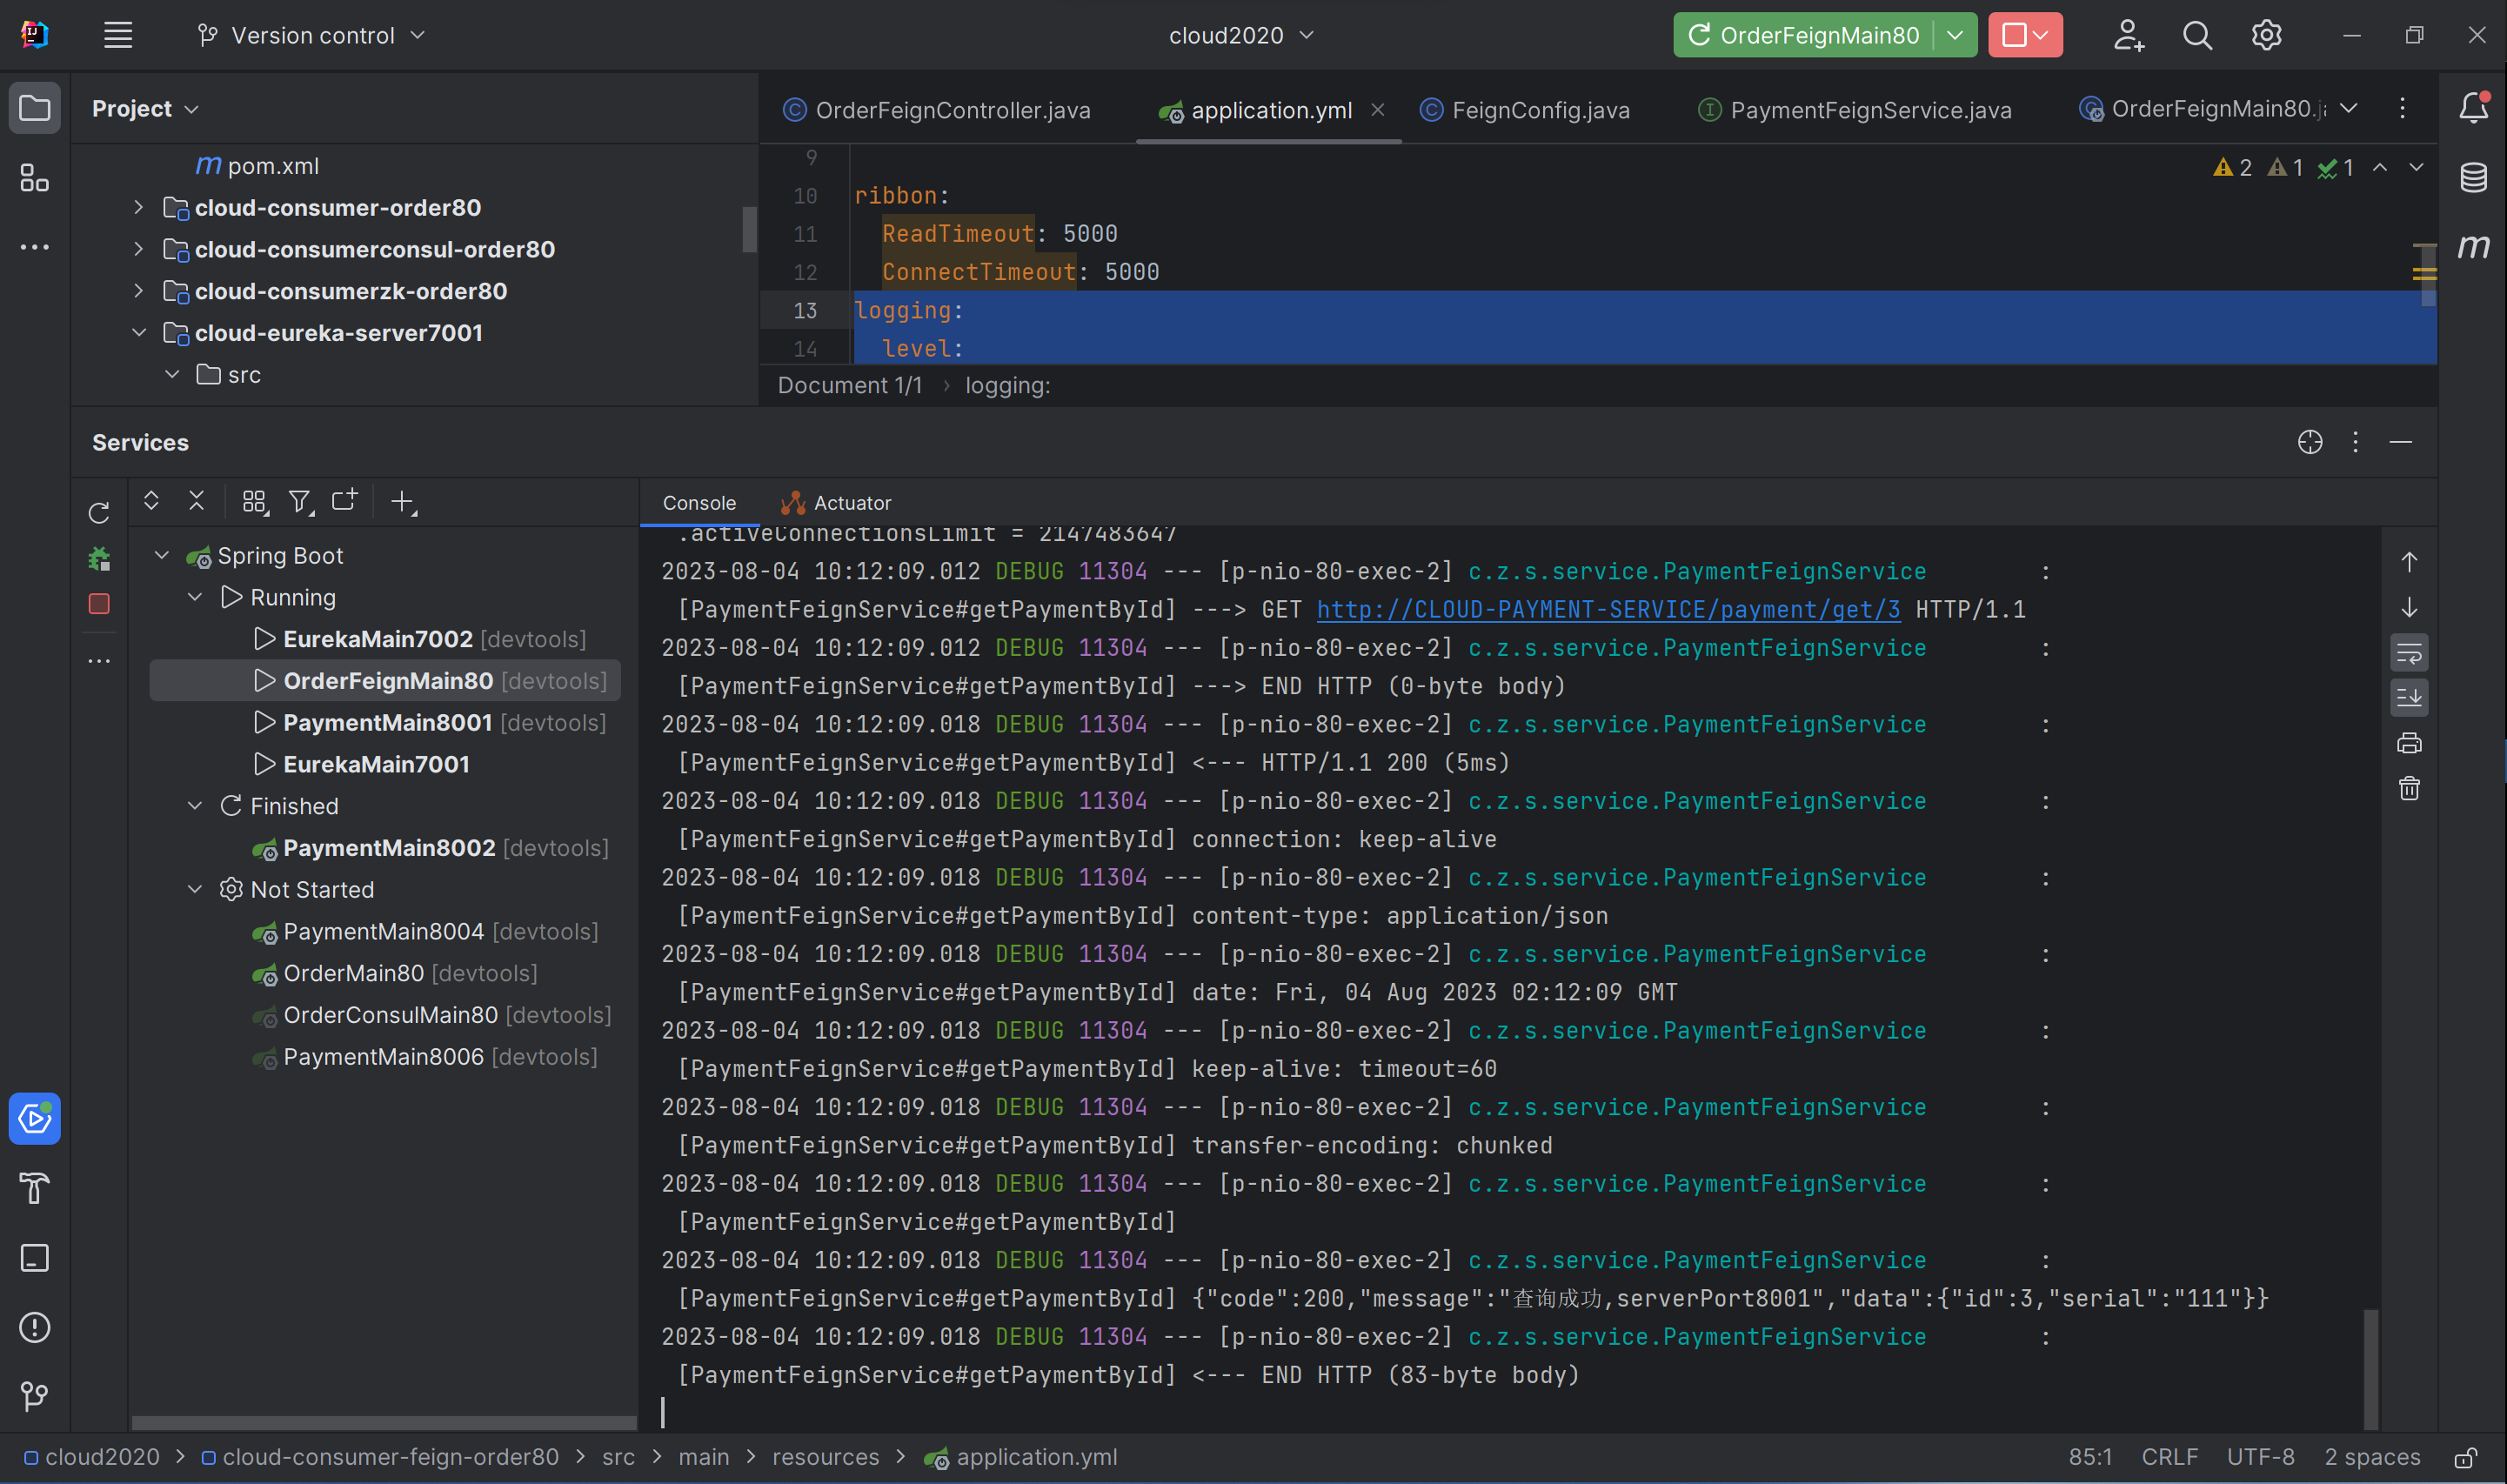 Version control
cloud2020
OrderFeignMain80
Project
pom.xml
cloud-consumer-order80
cloud-consumerconsul-order80
cloud-consumerzk-order80
cloud-eureka-server7001
src
OrderFeignController.java
application.yml
FeignConfig.java
PaymentFeignService.java
OrderFeignMain80.j
2 1 1
9
10 ribbon:
11 ReadTimeout: 5000
12 ConnectTimeout: 5000
13 logging:
14 level:
Document 1/1 › logging:
Services
Spring Boot
Running
EurekaMain7002 [devtools]
OrderFeignMain80 [devtools]
PaymentMain8001 [devtools]
EurekaMain7001
Finished
PaymentMain8002 [devtools]
Not Started
PaymentMain8004 [devtools]
OrderMain80 [devtools]
OrderConsulMain80 [devtools]
PaymentMain8006 [devtools]
Console
Actuator
.activeConnectionsLimit = 2147483647
2023-08-04 10:12:09.012 DEBUG 11304 --- [p-nio-80-exec-2] c.z.s.service.PaymentFeignService :
[PaymentFeignService#getPaymentById] ---> GET http://CLOUD-PAYMENT-SERVICE/payment/get/3 HTTP/1.1
2023-08-04 10:12:09.012 DEBUG 11304 --- [p-nio-80-exec-2] c.z.s.service.PaymentFeignService :
[PaymentFeignService#getPaymentById] ---> END HTTP (0-byte body)
2023-08-04 10:12:09.018 DEBUG 11304 --- [p-nio-80-exec-2] c.z.s.service.PaymentFeignService :
[PaymentFeignService#getPaymentById] <--- HTTP/1.1 200 (5ms)
2023-08-04 10:12:09.018 DEBUG 11304 --- [p-nio-80-exec-2] c.z.s.service.PaymentFeignService :
[PaymentFeignService#getPaymentById] connection: keep-alive
2023-08-04 10:12:09.018 DEBUG 11304 --- [p-nio-80-exec-2] c.z.s.service.PaymentFeignService :
[PaymentFeignService#getPaymentById] content-type: application/json
2023-08-04 10:12:09.018 DEBUG 11304 --- [p-nio-80-exec-2] c.z.s.service.PaymentFeignService :
[PaymentFeignService#getPaymentById] date: Fri, 04 Aug 2023 02:12:09 GMT
2023-08-04 10:12:09.018 DEBUG 11304 --- [p-nio-80-exec-2] c.z.s.service.PaymentFeignService :
[PaymentFeignService#getPaymentById] keep-alive: timeout=60
2023-08-04 10:12:09.018 DEBUG 11304 --- [p-nio-80-exec-2] c.z.s.service.PaymentFeignService :
[PaymentFeignService#getPaymentById] transfer-encoding: chunked
2023-08-04 10:12:09.018 DEBUG 11304 --- [p-nio-80-exec-2] c.z.s.service.PaymentFeignService :
[PaymentFeignService#getPaymentById]
2023-08-04 10:12:09.018 DEBUG 11304 --- [p-nio-80-exec-2] c.z.s.service.PaymentFeignService :
[PaymentFeignService#getPaymentById] {"code":200,"message":"查询成功,serverPort8001","data":{"id":3,"serial":"111"}}
2023-08-04 10:12:09.018 DEBUG 11304 --- [p-nio-80-exec-2] c.z.s.service.PaymentFeignService :
[PaymentFeignService#getPaymentById] <--- END HTTP (83-byte body)
cloud2020 › cloud-consumer-feign-order80 › src › main › resources › application.yml
85:1 CRLF UTF-8 2 spaces